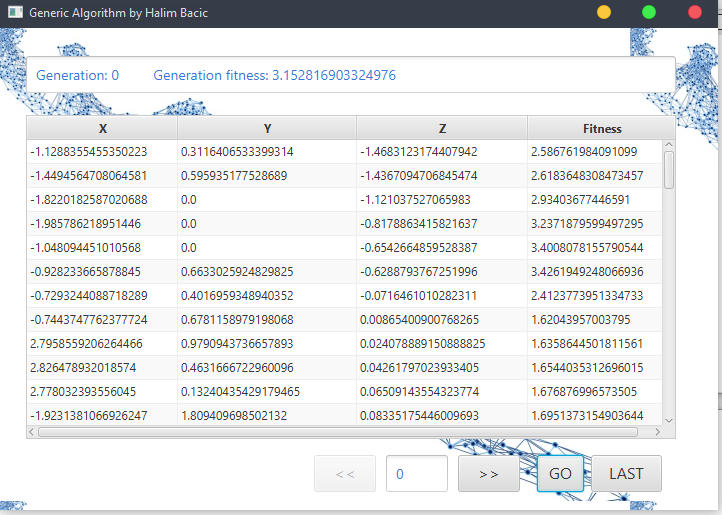 Generic Algorithm by Halim Bacic
Generation: 0 Generation fitness: 3.152816903324976
X Y Z Fitness
-1.1288355455350223 0.3116406533399314 -1.4683123174407942 2.586761984091099
-1.4494564708064581 0.595935177528689 -1.4367094706845474 2.6183648308473457
-1.8220182587020688 0.0 -1.121037527065983 2.93403677446591
-1.985786218951446 0.0 -0.8178863415821637 3.2371879599497295
-1.048094451010568 0.0 -0.6542664859528387 3.4008078155790544
-0.928233665878845 0.6633025924829825 -0.6288793767251996 3.4261949248066936
-0.7293244088718289 0.4016959348940352 -0.0716461010282311 2.4123773951334733
-0.7443747762377724 0.6781158979198068 0.00865400900768265 1.62043957003795
2.7958559206264466 0.9790943736657893 0.024078889150888825 1.6358644501811561
2.826478932018574 0.4631666722960096 0.04261797023933405 1.6544035312696015
2.778032393556045 0.13240435429179465 0.06509143554323774 1.676876996573505
-1.9231381066926247 1.809409698502132 0.08335175446009693 1.6951373154903644
<< 0 >> GO LAST